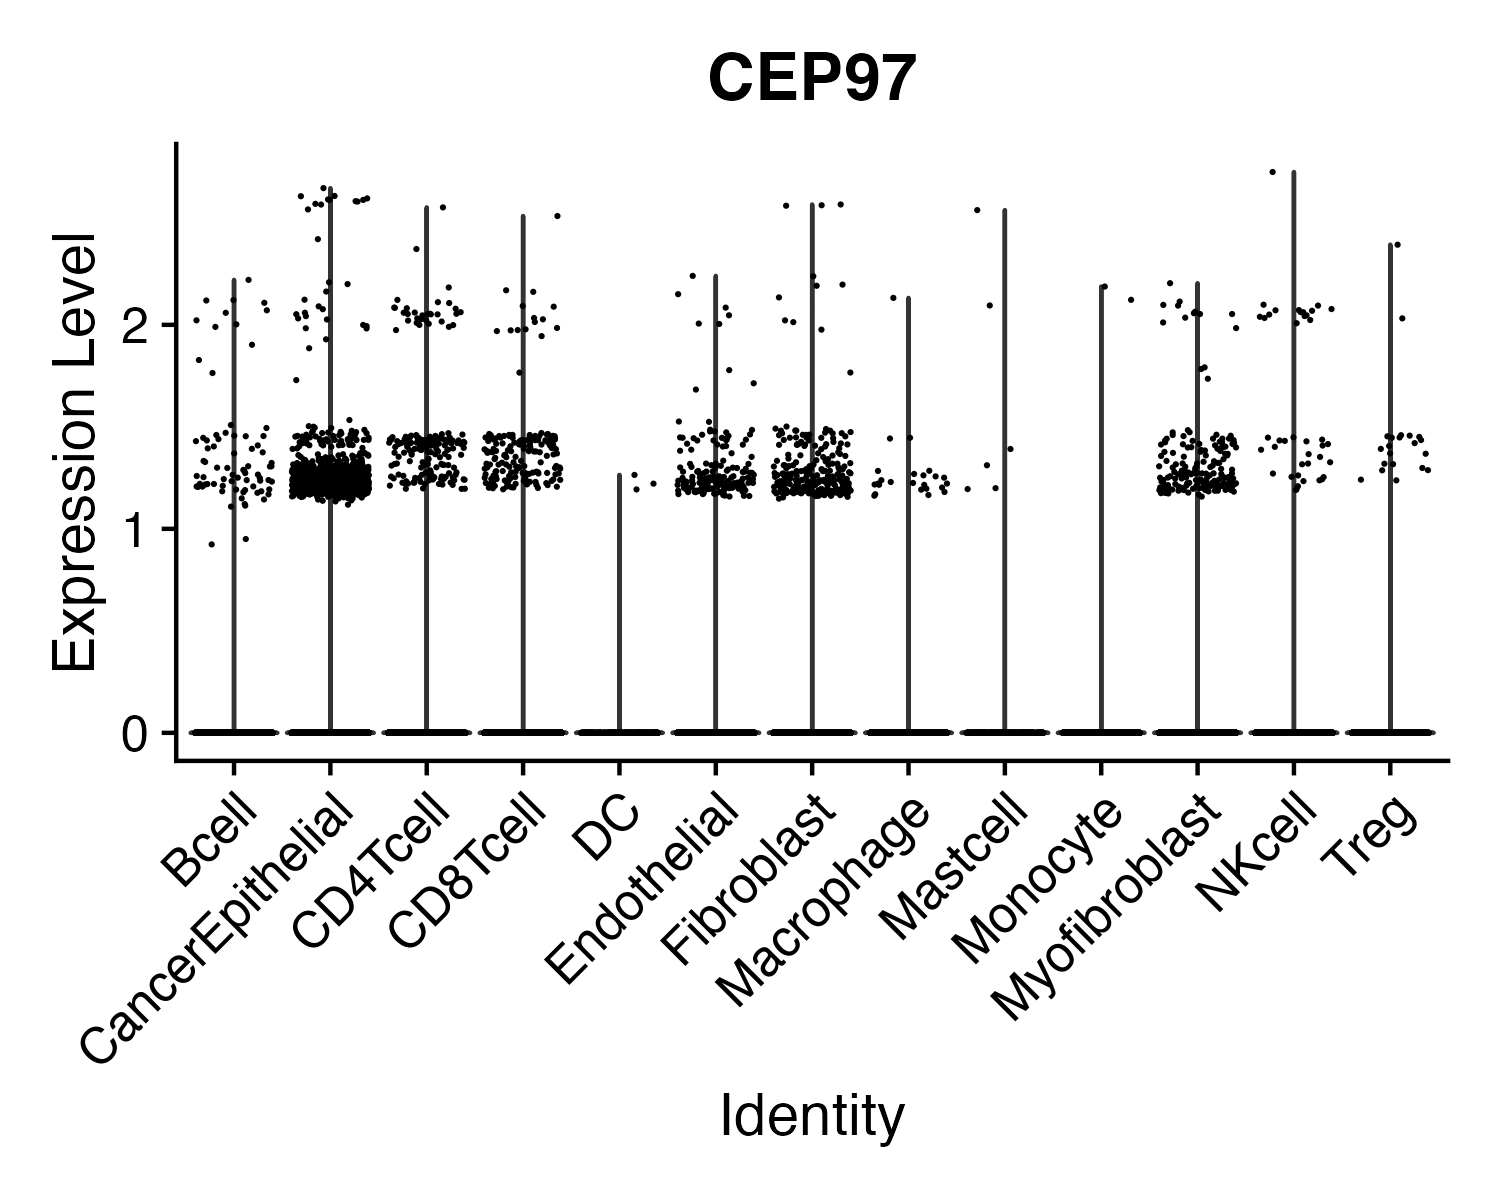 CEP97
Expression Level
2
1
0
Bcell
CancerEpithelial
CD4Tcell
CD8Tcell
DC
Endothelial
Fibroblast
Macrophage
Mastcell
Monocyte
Myofibroblast
NKcell
Treg
Identity